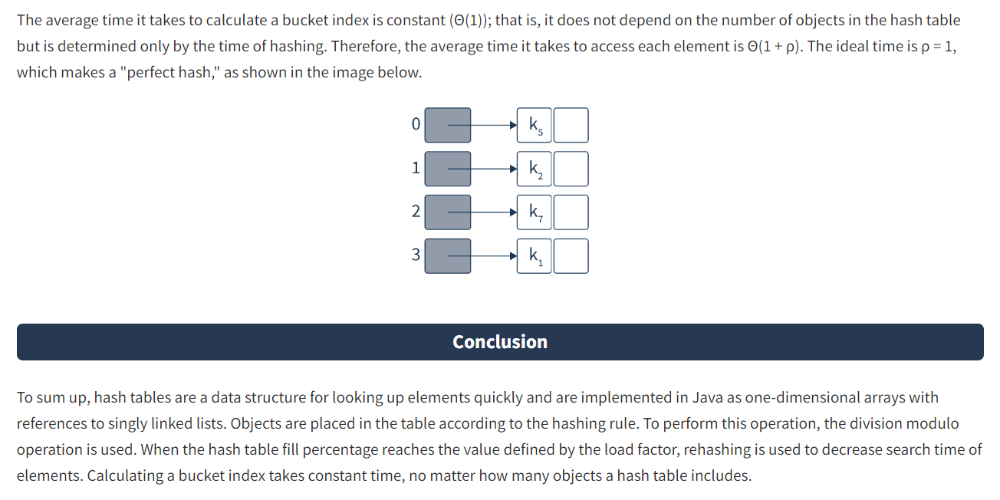 The average time it takes to calculate a bucket index is constant (Θ(1)); that is, it does not depend on the number of objects in the hash table
but is determined only by the time of hashing. Therefore, the average time it takes to access each element is Θ(1 + ρ). The ideal time is ρ = 1,
which makes a "perfect hash," as shown in the image below.
0 k₅
1 k₂
2 k₇
3 k₁
Conclusion
To sum up, hash tables are a data structure for looking up elements quickly and are implemented in Java as one-dimensional arrays with
references to singly linked lists. Objects are placed in the table according to the hashing rule. To perform this operation, the division modulo
operation is used. When the hash table fill percentage reaches the value defined by the load factor, rehashing is used to decrease search time of
elements. Calculating a bucket index takes constant time, no matter how many objects a hash table includes.